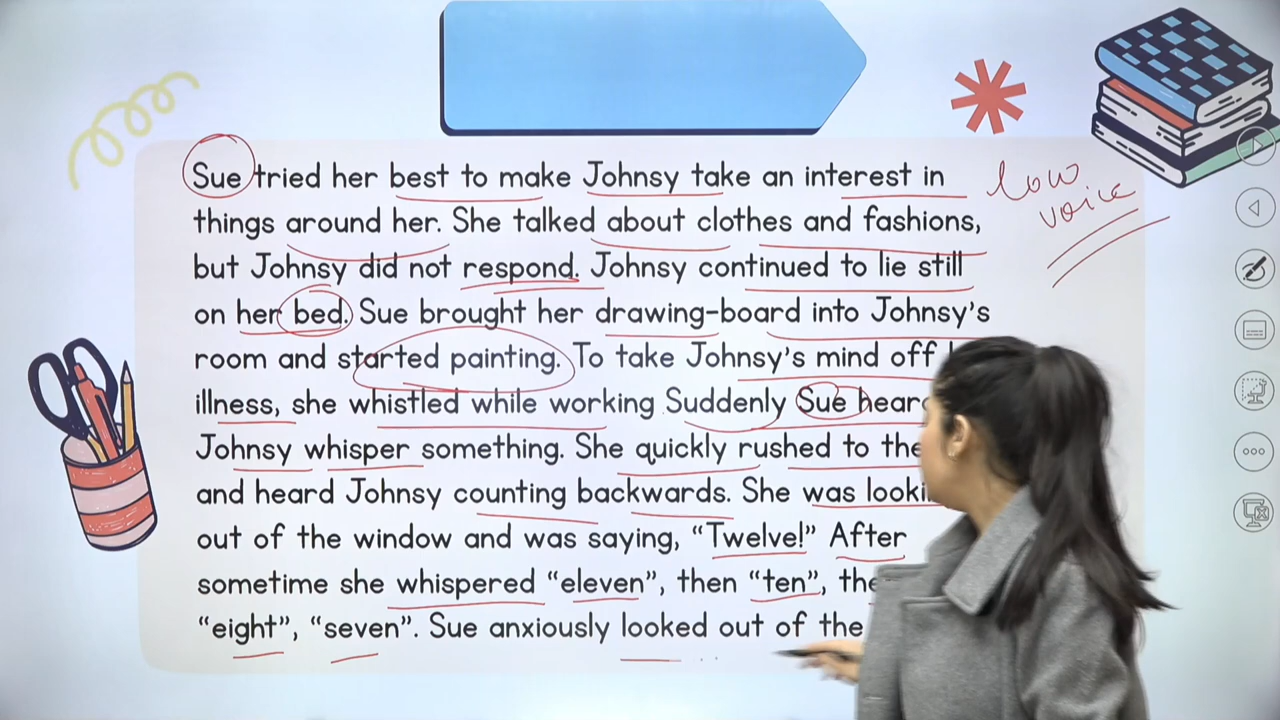 Sue tried her best to make Johnsy take an interest in
things around her. She talked about clothes and fashions,
but Johnsy did not respond. Johnsy continued to lie still
on her bed. Sue brought her drawing-board into Johnsy's
room and started painting. To take Johnsy's mind off
illness, she whistled while working Suddenly Sue
Johnsy whisper something. She quickly rushed to the
and heard Johnsy counting backwards. She was
out of the window and was saying, “Twelve!” After
sometime she whispered “eleven”, then “ten”,
“eight”, “seven”. Sue anxiously looked out of the
low
voice